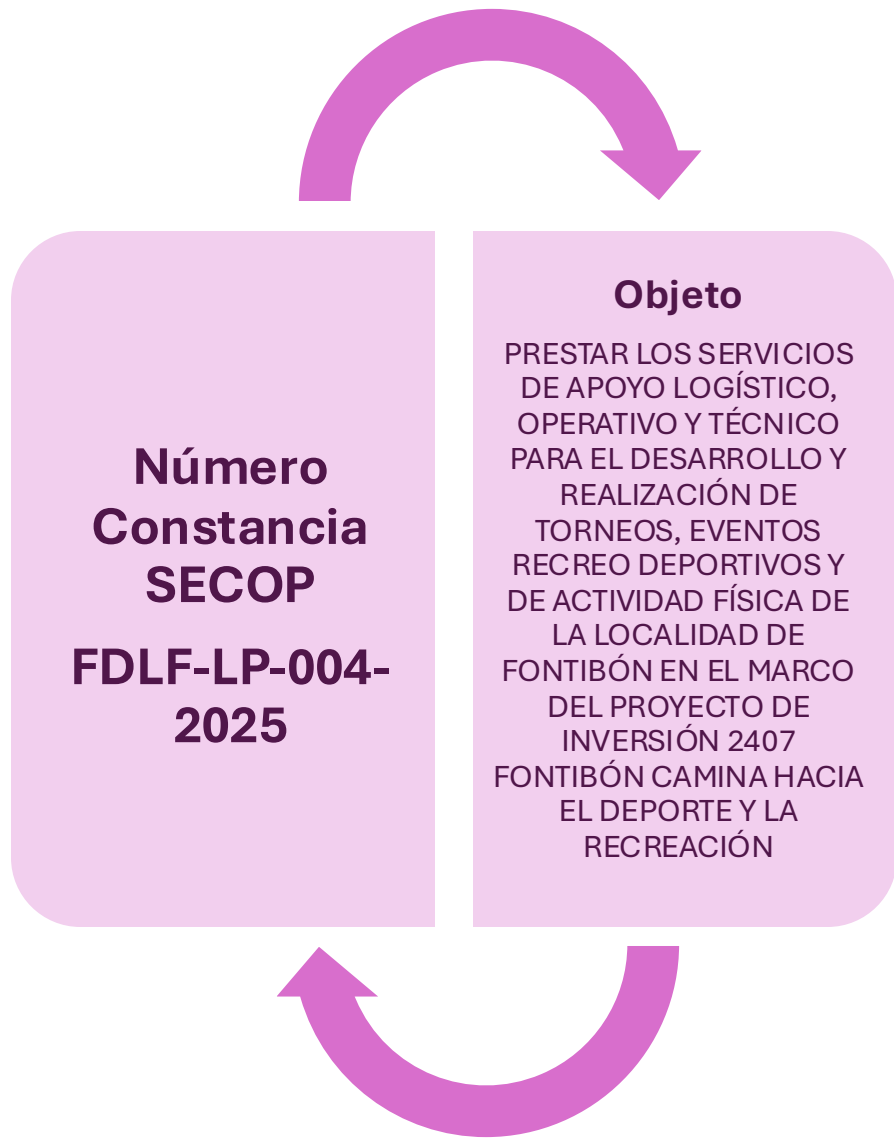 Número
Constancia
SECOP
FDLF-LP-004-
2025
Objeto
PRESTAR LOS SERVICIOS
DE APOYO LOGÍSTICO,
OPERATIVO Y TÉCNICO
PARA EL DESARROLLO Y
REALIZACIÓN DE
TORNEOS, EVENTOS
RECREO DEPORTIVOS Y
DE ACTIVIDAD FÍSICA DE
LA LOCALIDAD DE
FONTIBÓN EN EL MARCO
DEL PROYECTO DE
INVERSIÓN 2407
FONTIBÓN CAMINA HACIA
EL DEPORTE Y LA
RECREACIÓN